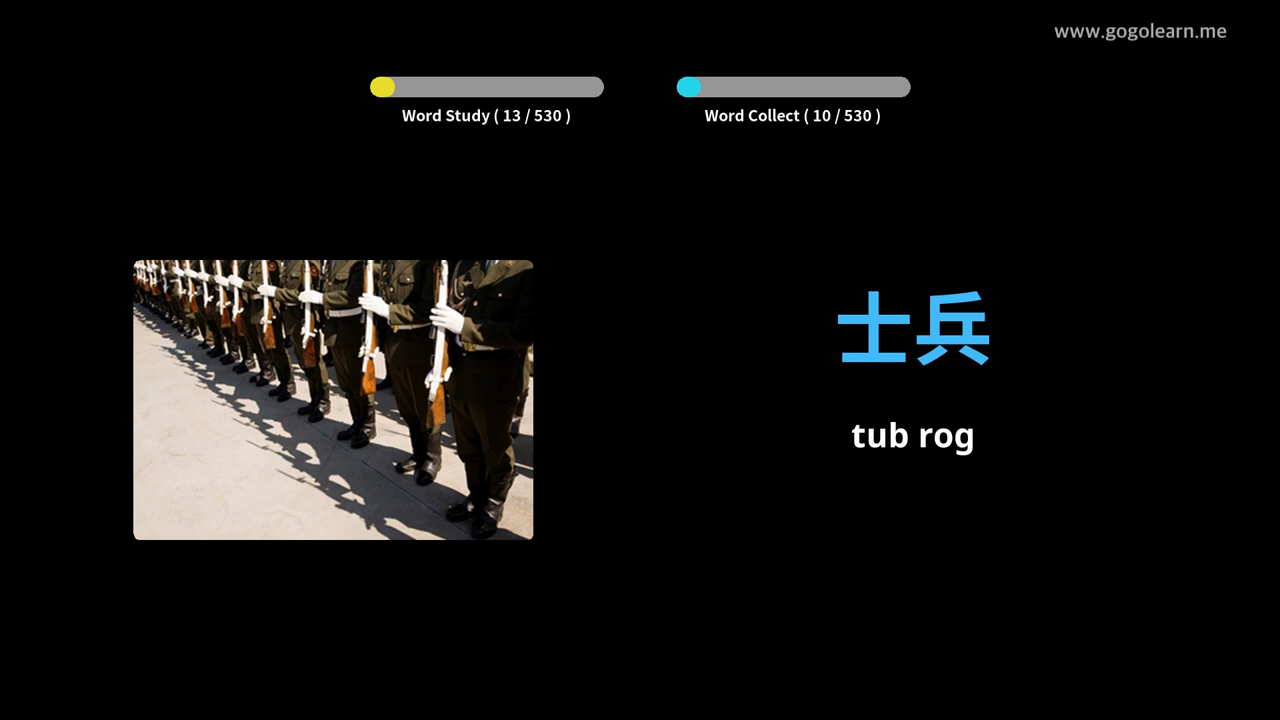 www.gogolearn.me
Word Study ( 13 / 530 )
Word Collect ( 10 / 530 )
士兵
tub rog